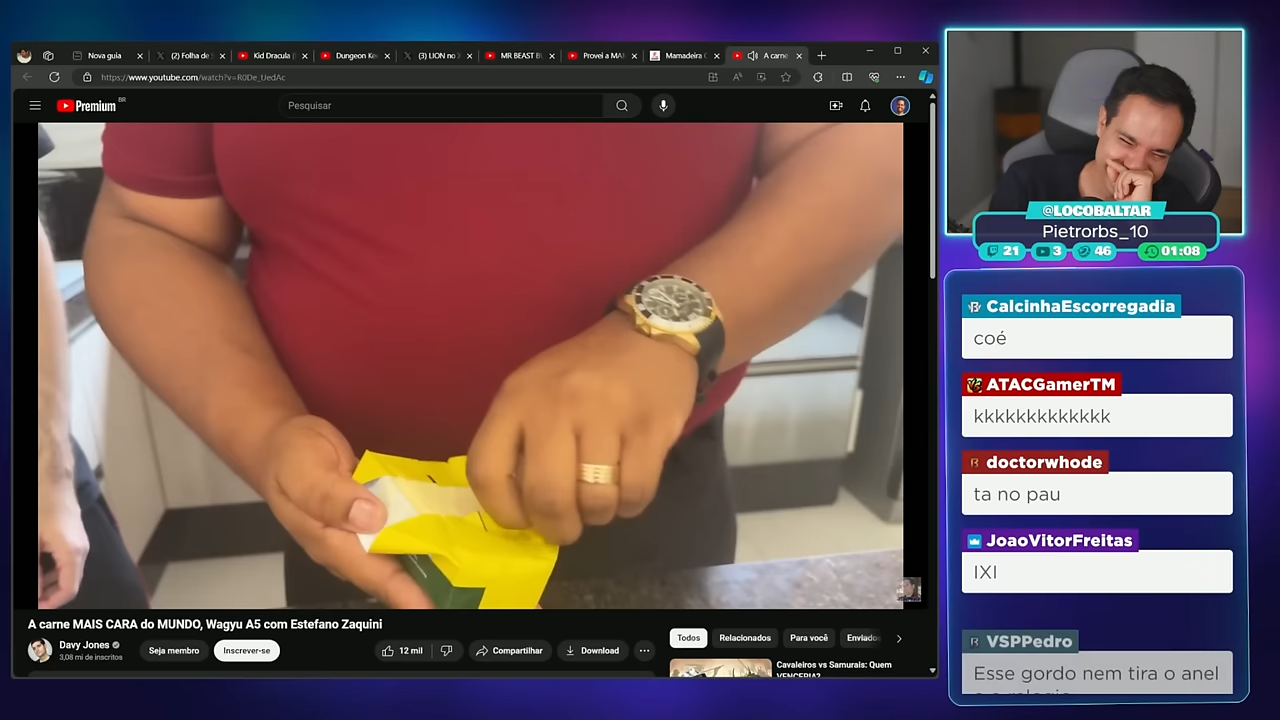 Nova guia
(2) Folha de
Kid Dracula
Dungeon Ke
(3) LION no
MR BEAST B
Provei a MA
Mamadeira
A carne
https://www.youtube.com/watch?v=R0De_UedAc
Premium BR
Pesquisar
A carne MAIS CARA do MUNDO, Wagyu A5 com Estefano Zaquini
Davy Jones
3,08 mi de inscritos
Seja membro
Inscrever-se
12 mil
Compartilhar
Download
Todos
Relacionados
Para você
Enviados
Cavaleiros vs Samurais: Quem
VENCERIA?
@LOCOBALTAR
Pietrorbs_10
21
3
46
01:08
CalcinhaEscorregadia
coé
ATACGamerTM
kkkkkkkkkkkkk
doctorwhode
ta no pau
JoaoVitorFreitas
IXI
VSPPedro
Esse gordo nem tira o anel
e o relogio